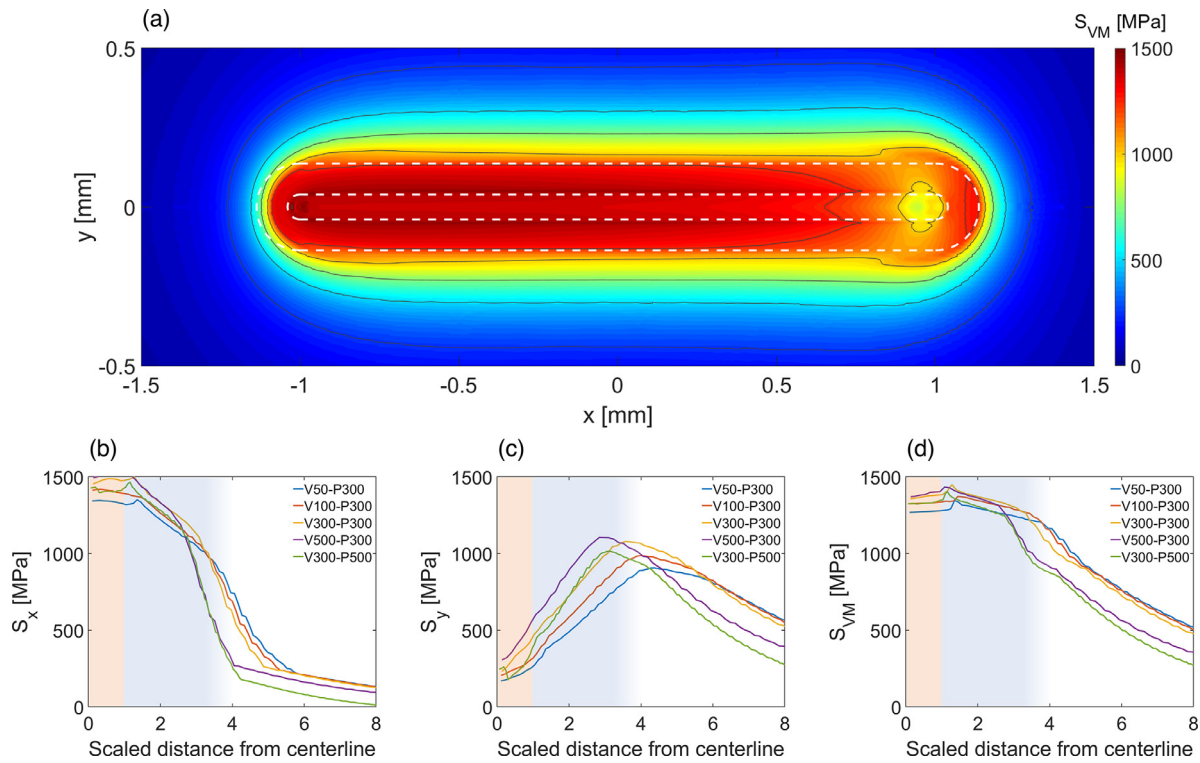 (a)
S_VM [MPa]
0.5
0
-0.5
y [mm]
-1.5 -1 -0.5 0 0.5 1 1.5
x [mm]
1500
1000
500
0
(b)
1500
1000
500
0
S_x [MPa]
V50-P300
V100-P300
V300-P300
V500-P300
V300-P500
0 2 4 6 8
Scaled distance from centerline
(c)
1500
1000
500
0
S_y [MPa]
V50-P300
V100-P300
V300-P300
V500-P300
V300-P500
0 2 4 6 8
Scaled distance from centerline
(d)
1500
1000
500
0
S_VM [MPa]
V50-P300
V100-P300
V300-P300
V500-P300
V300-P500
0 2 4 6 8
Scaled distance from centerline